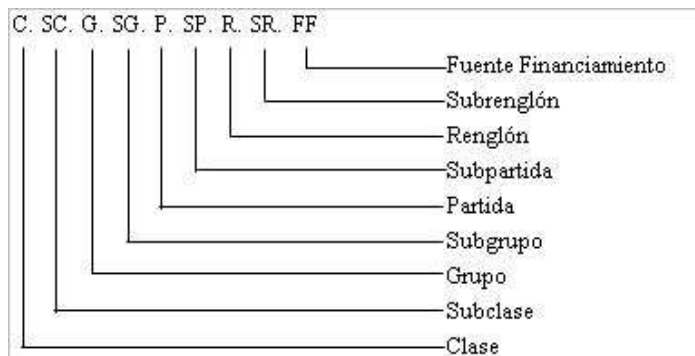 C. SC. G. SG. P. SP. R. SR. FF
Fuente Financiamiento
Subrenglón
Renglón
Subpartida
Partida
Subgrupo
Grupo
Subclase
Clase